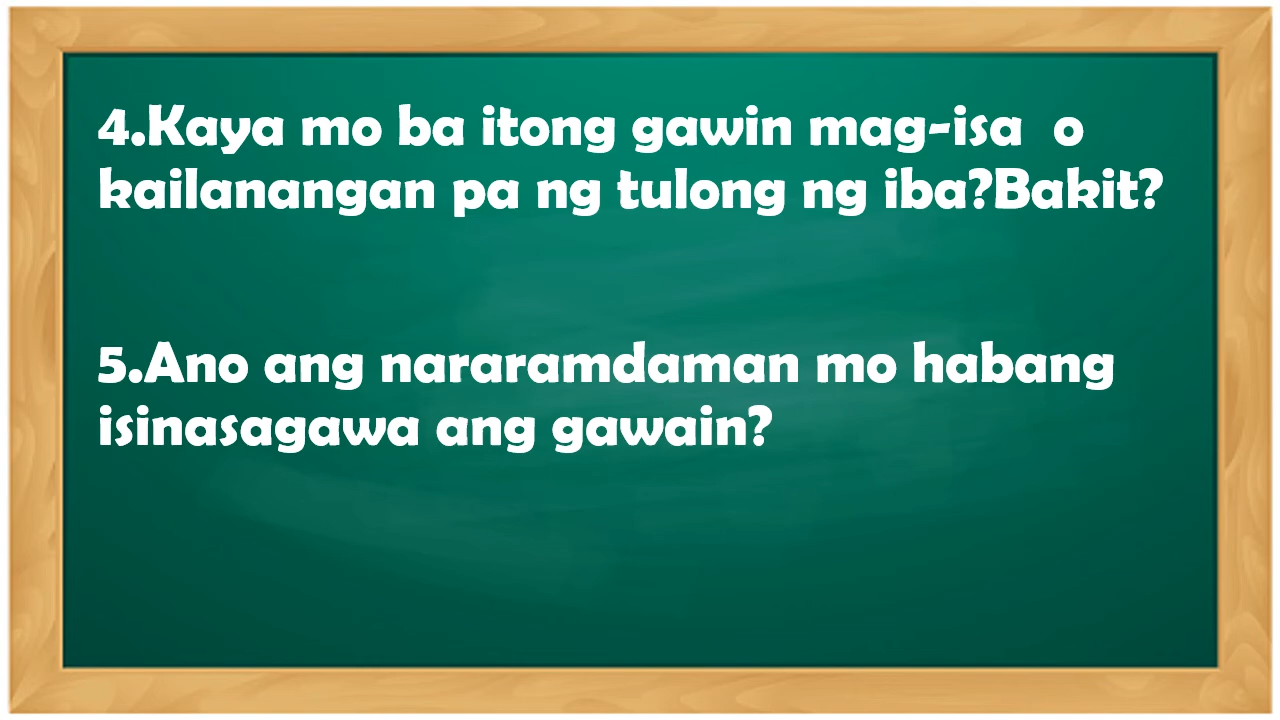 4.Kaya mo ba itong gawin mag-isa  o
kailanangan pa ng tulong ng iba?Bakit?
5.Ano ang nararamdaman mo habang
isinasagawa ang gawain?